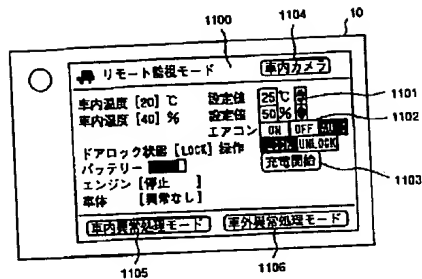 1100
1104
10
リモート監視モード
車内カメラ
車内温度 [20] ℃ 設定値 25 ℃
1101
車内湿度 [40] % 設定値 50 %
1102
エアコン ON OFF
ドアロック状態 [LOCK] 操作 UNLOCK
バッテリー 充電開始
エンジン [停止 ]
1103
車体 [異常なし]
車内異常処理モード 車外異常処理モード
1105
1106